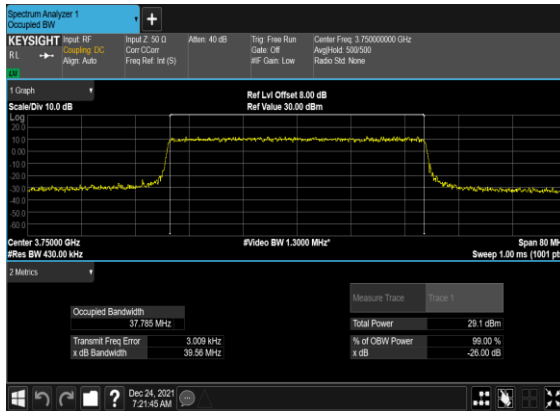 Spectrum Analyzer 1
Occupied BW
KEYSIGHT Input: RF Input Z: 50 Ω Atten: 40 dB Trig: Free Run Center Freq: 3.750000000 GHz
RL Coupling: DC Corr CCorr Gate: Off Avg|Hold: 500/500
Align: Auto Freq Ref: Int (S) #IF Gain: Low Radio Std: None
1 Graph
Ref Lvl Offset 8.00 dB
Scale/Div 10.0 dB Ref Value 30.00 dBm
Log
20.0
10.0
0.00
-10.0
-20.0
-30.0
-40.0
-50.0
-60.0
Center 3.75000 GHz #Video BW 1.3000 MHz* Span 80 MH
#Res BW 430.00 kHz Sweep 1.00 ms (1001 pt
2 Metrics
Measure Trace Trace 1
Occupied Bandwidth
37.785 MHz Total Power 29.1 dBm
Transmit Freq Error 3.009 kHz % of OBW Power 99.00 %
x dB Bandwidth 39.56 MHz x dB -26.00 dB
? Dec 24, 2021
7:21:45 AM